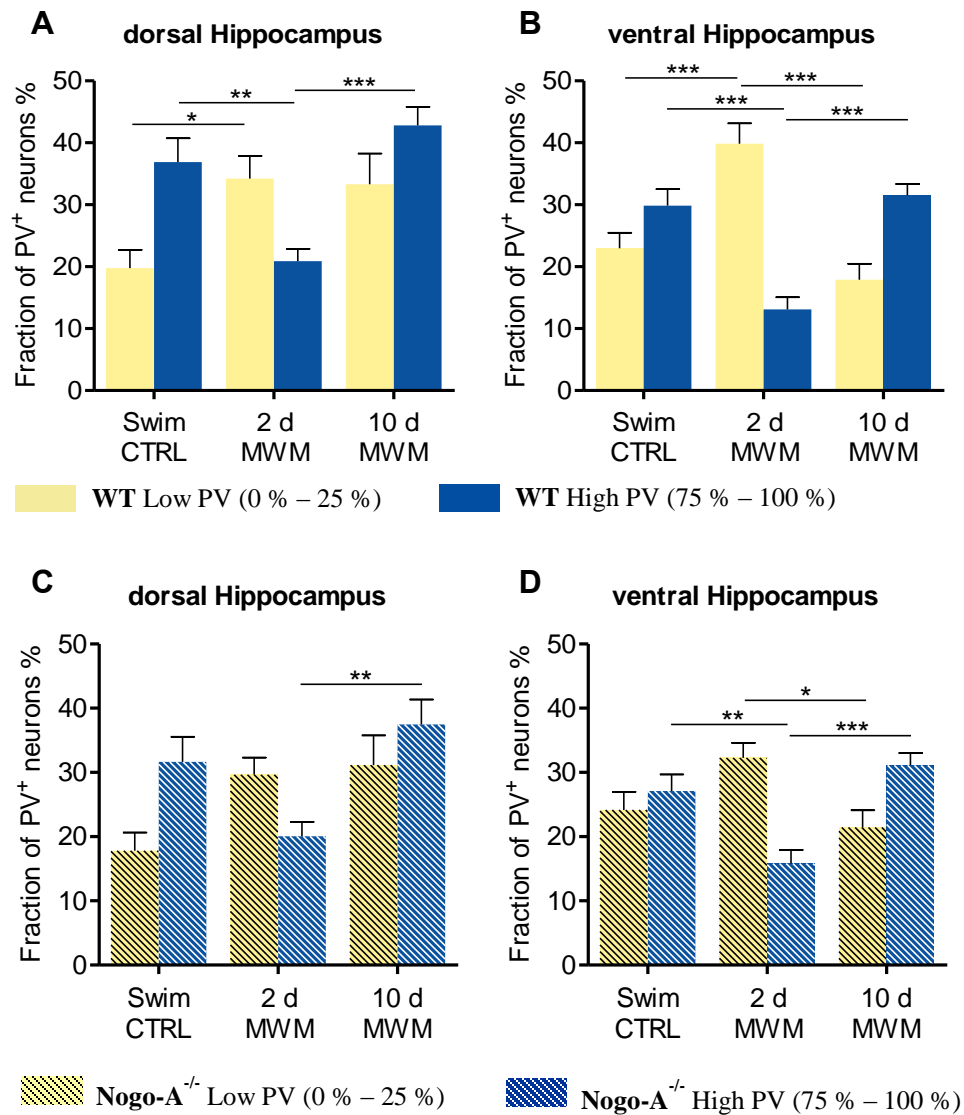 A
dorsal Hippocampus
Fraction of PV⁺ neurons %
50
40
30
20
10
0
*
**
***
Swim CTRL
2 d MWM
10 d MWM
B
ventral Hippocampus
Fraction of PV⁺ neurons %
50
40
30
20
10
0
***
***
***
***
Swim CTRL
2 d MWM
10 d MWM
WT Low PV (0 % – 25 %)
WT High PV (75 % – 100 %)
C
dorsal Hippocampus
Fraction of PV⁺ neurons %
50
40
30
20
10
0
**
Swim CTRL
2 d MWM
10 d MWM
D
ventral Hippocampus
Fraction of PV⁺ neurons %
50
40
30
20
10
0
*
**
***
Swim CTRL
2 d MWM
10 d MWM
Nogo-A⁻/⁻ Low PV (0 % – 25 %)
Nogo-A⁻/⁻ High PV (75 % – 100 %)